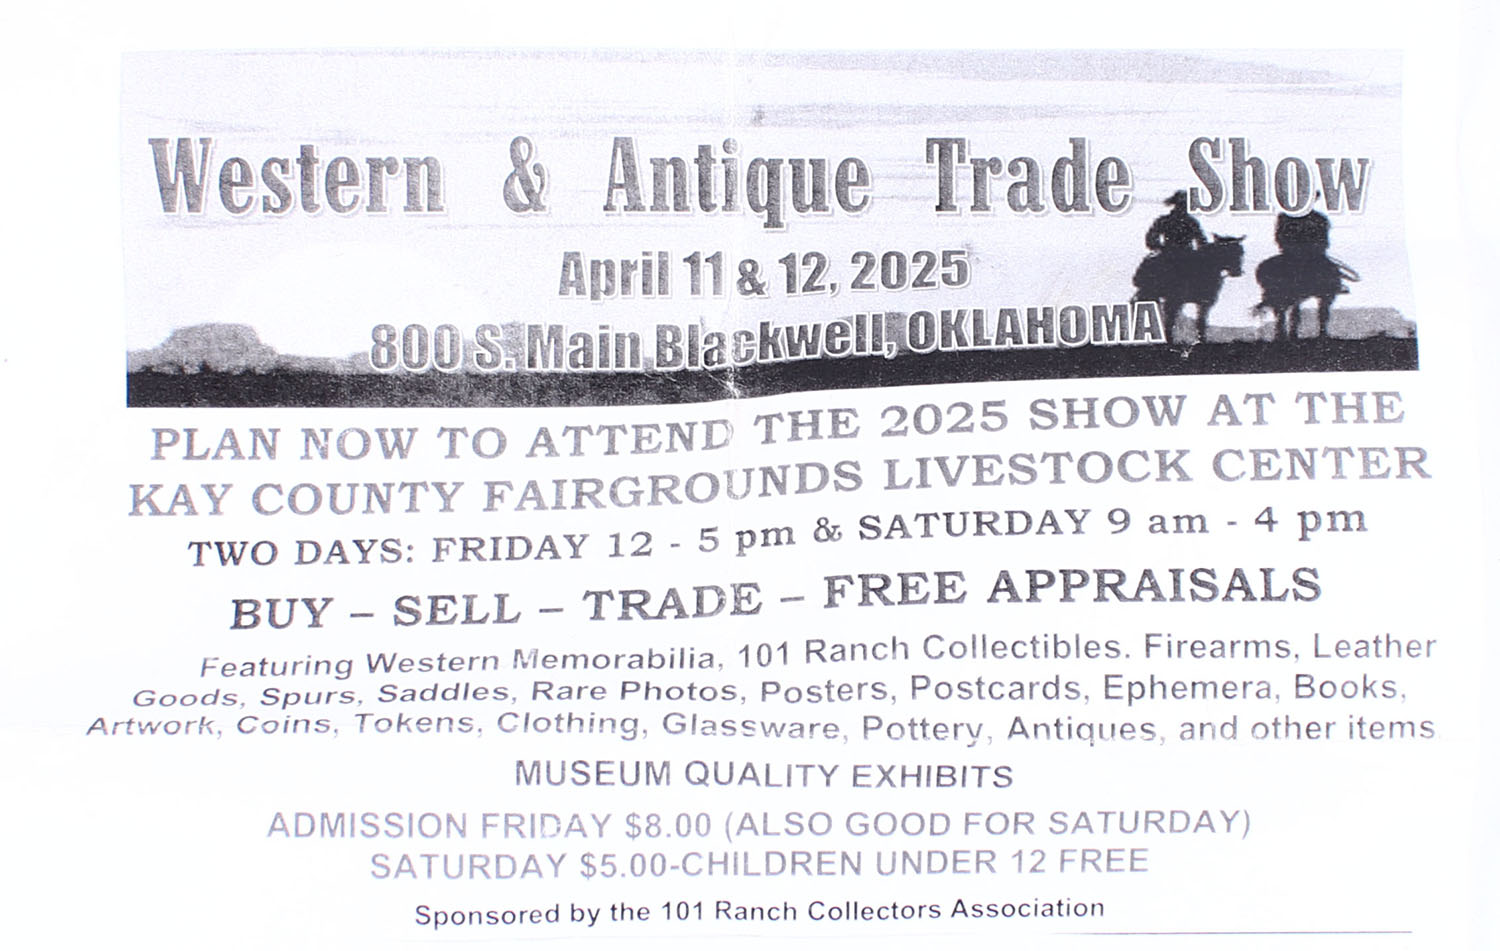 Western & Antique Trade Show
April 11 & 12, 2025
800 S. Main Blackwell, OKLAHOMA
PLAN NOW TO ATTEND THE 2025 SHOW AT THE
KAY COUNTY FAIRGROUNDS LIVESTOCK CENTER
TWO DAYS: FRIDAY 12 - 5 pm & SATURDAY 9 am - 4 pm
BUY – SELL – TRADE – FREE APPRAISALS
Featuring Western Memorabilia, 101 Ranch Collectibles. Firearms, Leather
Goods, Spurs, Saddles, Rare Photos, Posters, Postcards, Ephemera, Books,
Artwork, Coins, Tokens, Clothing, Glassware, Pottery, Antiques, and other items
MUSEUM QUALITY EXHIBITS
ADMISSION FRIDAY $8.00 (ALSO GOOD FOR SATURDAY)
SATURDAY $5.00-CHILDREN UNDER 12 FREE
Sponsored by the 101 Ranch Collectors Association